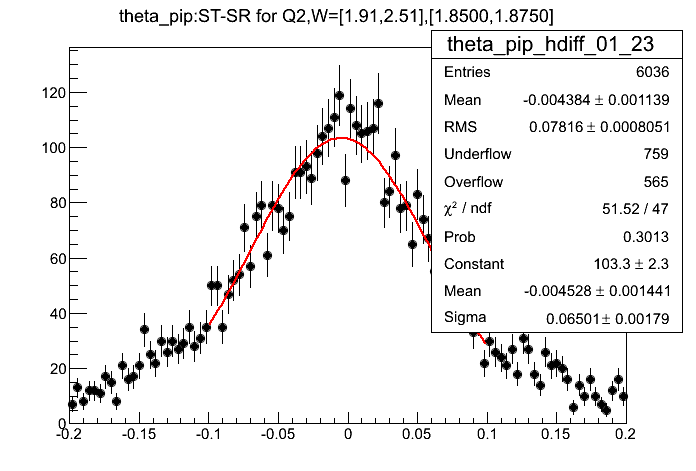 theta_pip:ST-SR for Q2,W=[1.91,2.51],[1.8500,1.8750]
theta_pip_hdiff_01_23
Entries 6036
Mean -0.004384 ± 0.001139
RMS 0.07816 ± 0.0008051
Underflow 759
Overflow 565
χ² / ndf 51.52 / 47
Prob 0.3013
Constant 103.3 ± 2.3
Mean -0.004528 ± 0.001441
Sigma 0.06501 ± 0.00179
120
100
80
60
40
20
0
-0.2 -0.15 -0.1 -0.05 0 0.05 0.1 0.15 0.2